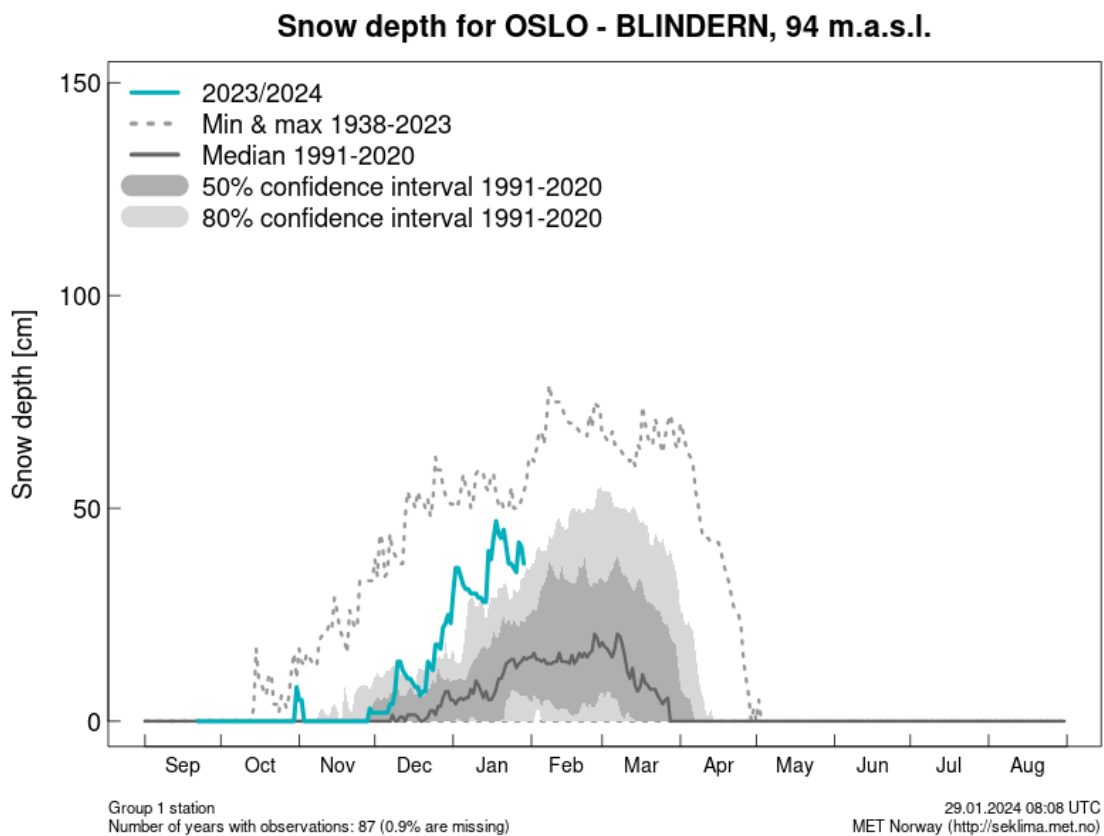 Snow depth for OSLO - BLINDERN, 94 m.a.s.l.
150
2023/2024
Min & max 1938-2023
Median 1991-2020
50% confidence interval 1991-2020
80% confidence interval 1991-2020
100
Snow depth [cm]
50
0
Sep Oct Nov Dec Jan Feb Mar Apr May Jun Jul Aug
Group 1 station
29.01.2024 08:08 UTC
Number of years with observations: 87 (0.9% are missing)
MET Norway (http://seklima.met.no)